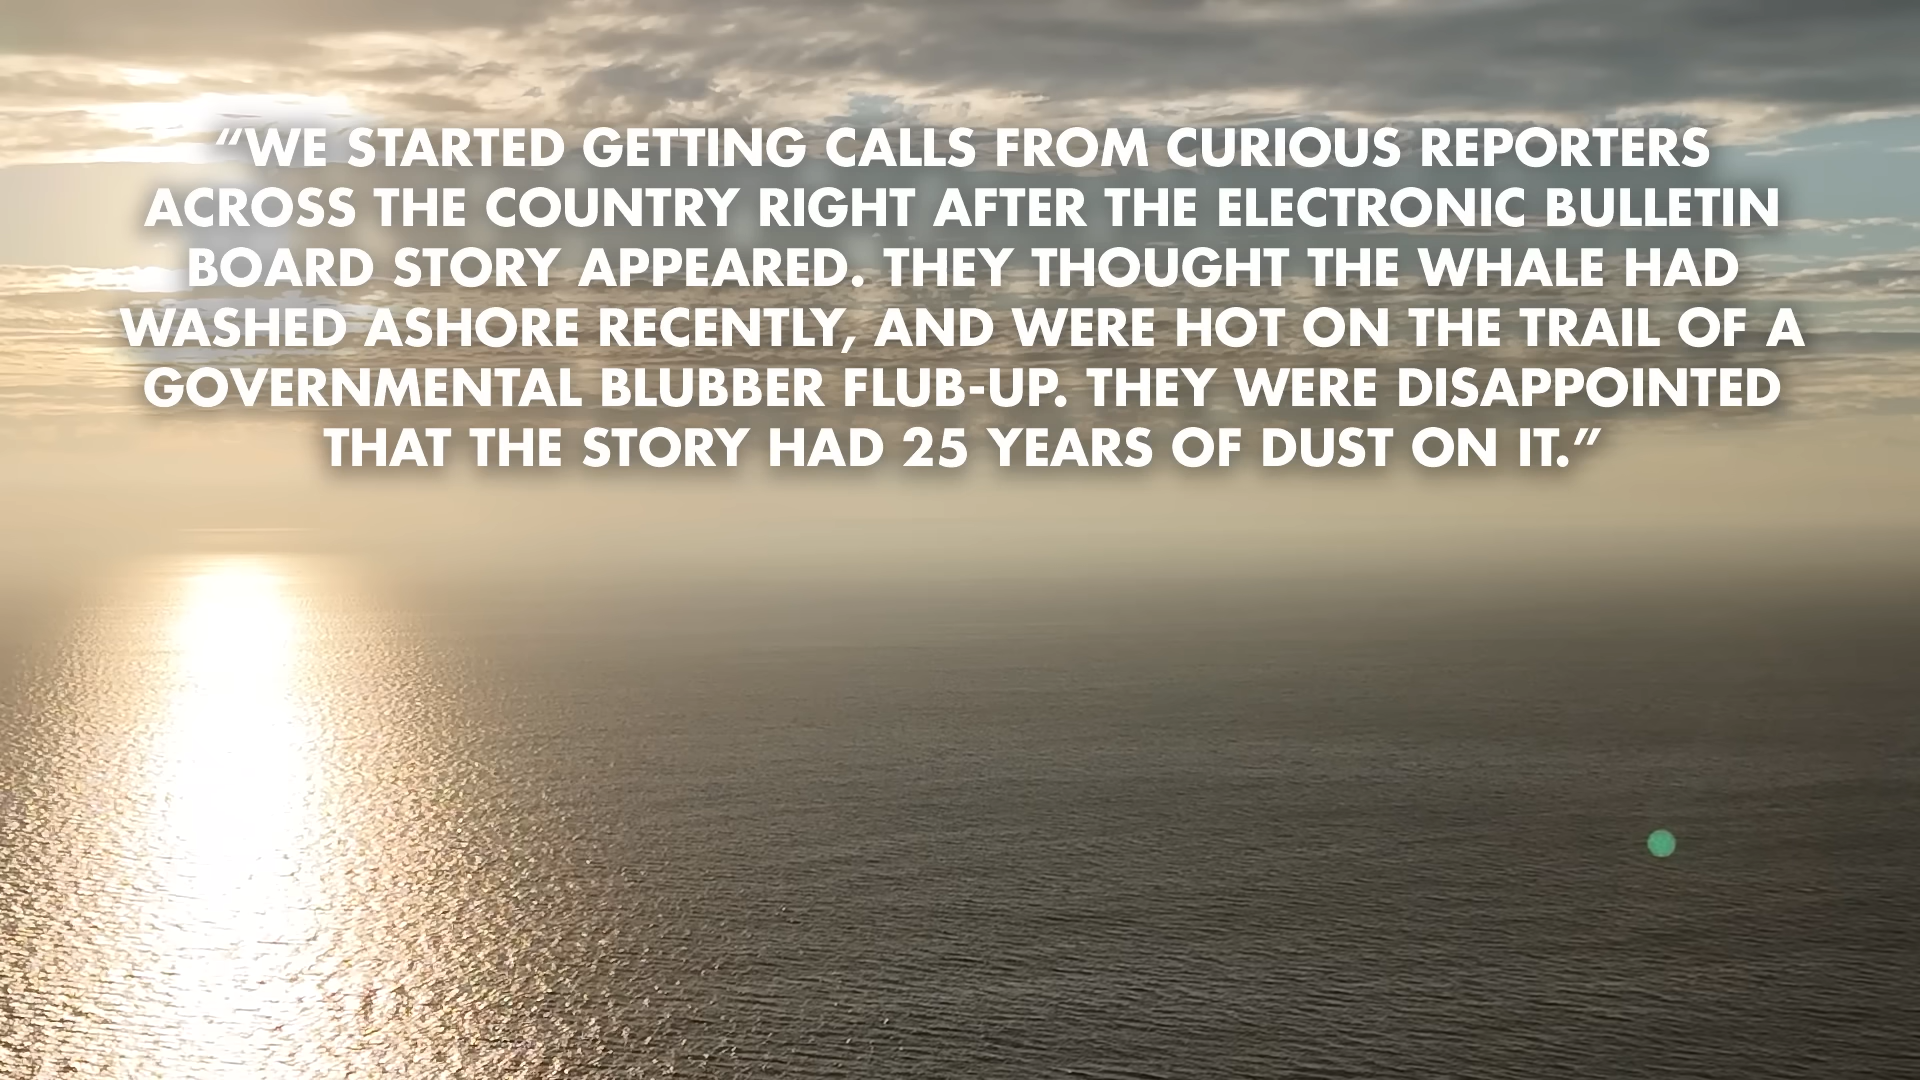 “WE STARTED GETTING CALLS FROM CURIOUS REPORTERS
ACROSS THE COUNTRY RIGHT AFTER THE ELECTRONIC BULLETIN
BOARD STORY APPEARED. THEY THOUGHT THE WHALE HAD
WASHED ASHORE RECENTLY, AND WERE HOT ON THE TRAIL OF A
GOVERNMENTAL BLUBBER FLUB-UP. THEY WERE DISAPPOINTED
THAT THE STORY HAD 25 YEARS OF DUST ON IT.”